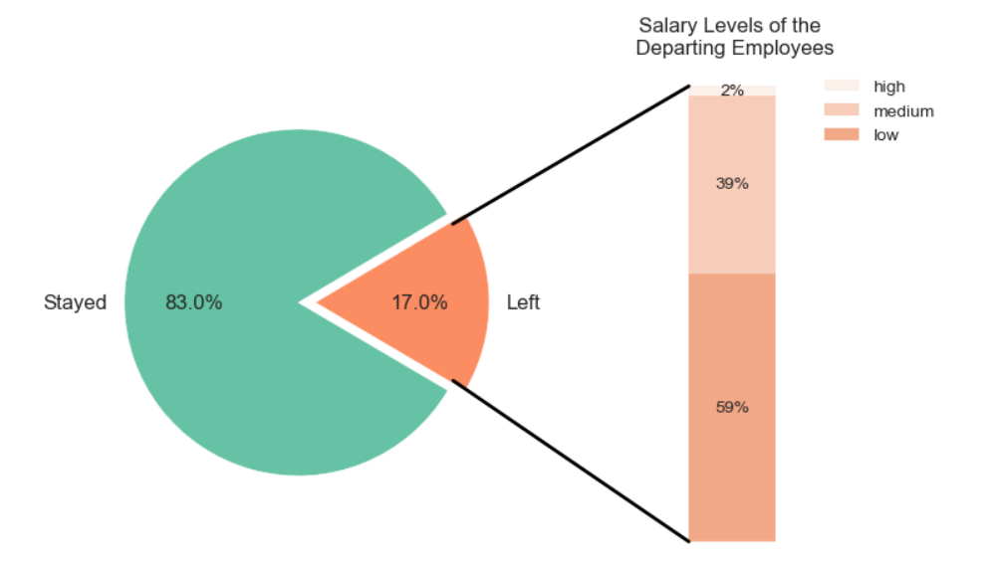 Salary Levels of the
Departing Employees
high
medium
low
2%
39%
59%
Stayed
83.0%
17.0%
Left